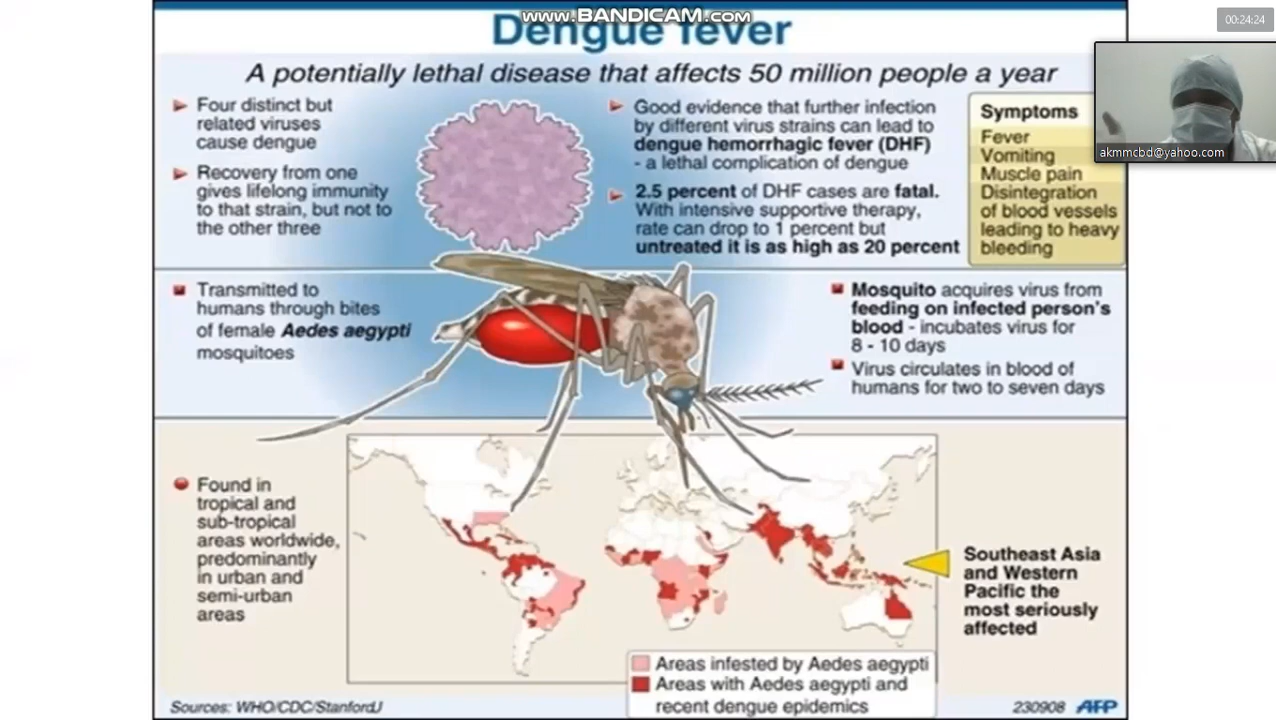 www.BANDICAM.com
00:24:24
Dengue fever
A potentially lethal disease that affects 50 million people a year
Four distinct but
related viruses
cause dengue
Recovery from one
gives lifelong immunity
to that strain, but not to
the other three
Good evidence that further infection
by different virus strains can lead to
dengue hemorrhagic fever (DHF)
- a lethal complication of dengue
2.5 percent of DHF cases are fatal.
With intensive supportive therapy,
rate can drop to 1 percent but
untreated it is as high as 20 percent
Symptoms
Fever
Vomiting
Muscle pain
Disintegration
of blood vessels
leading to heavy
bleeding
akmmcbd@yahoo.com
Transmitted to
humans through bites
of female Aedes aegypti
mosquitoes
Mosquito acquires virus from
feeding on infected person's
blood - incubates virus for
8 - 10 days
Virus circulates in blood of
humans for two to seven days
Found in
tropical and
sub-tropical
areas worldwide,
predominantly
in urban and
semi-urban
areas
Southeast Asia
and Western
Pacific the
most seriously
affected
Areas infested by Aedes aegypti
Areas with Aedes aegypti and
recent dengue epidemics
Sources: WHO/CDC/StanfordU
230908 AFP